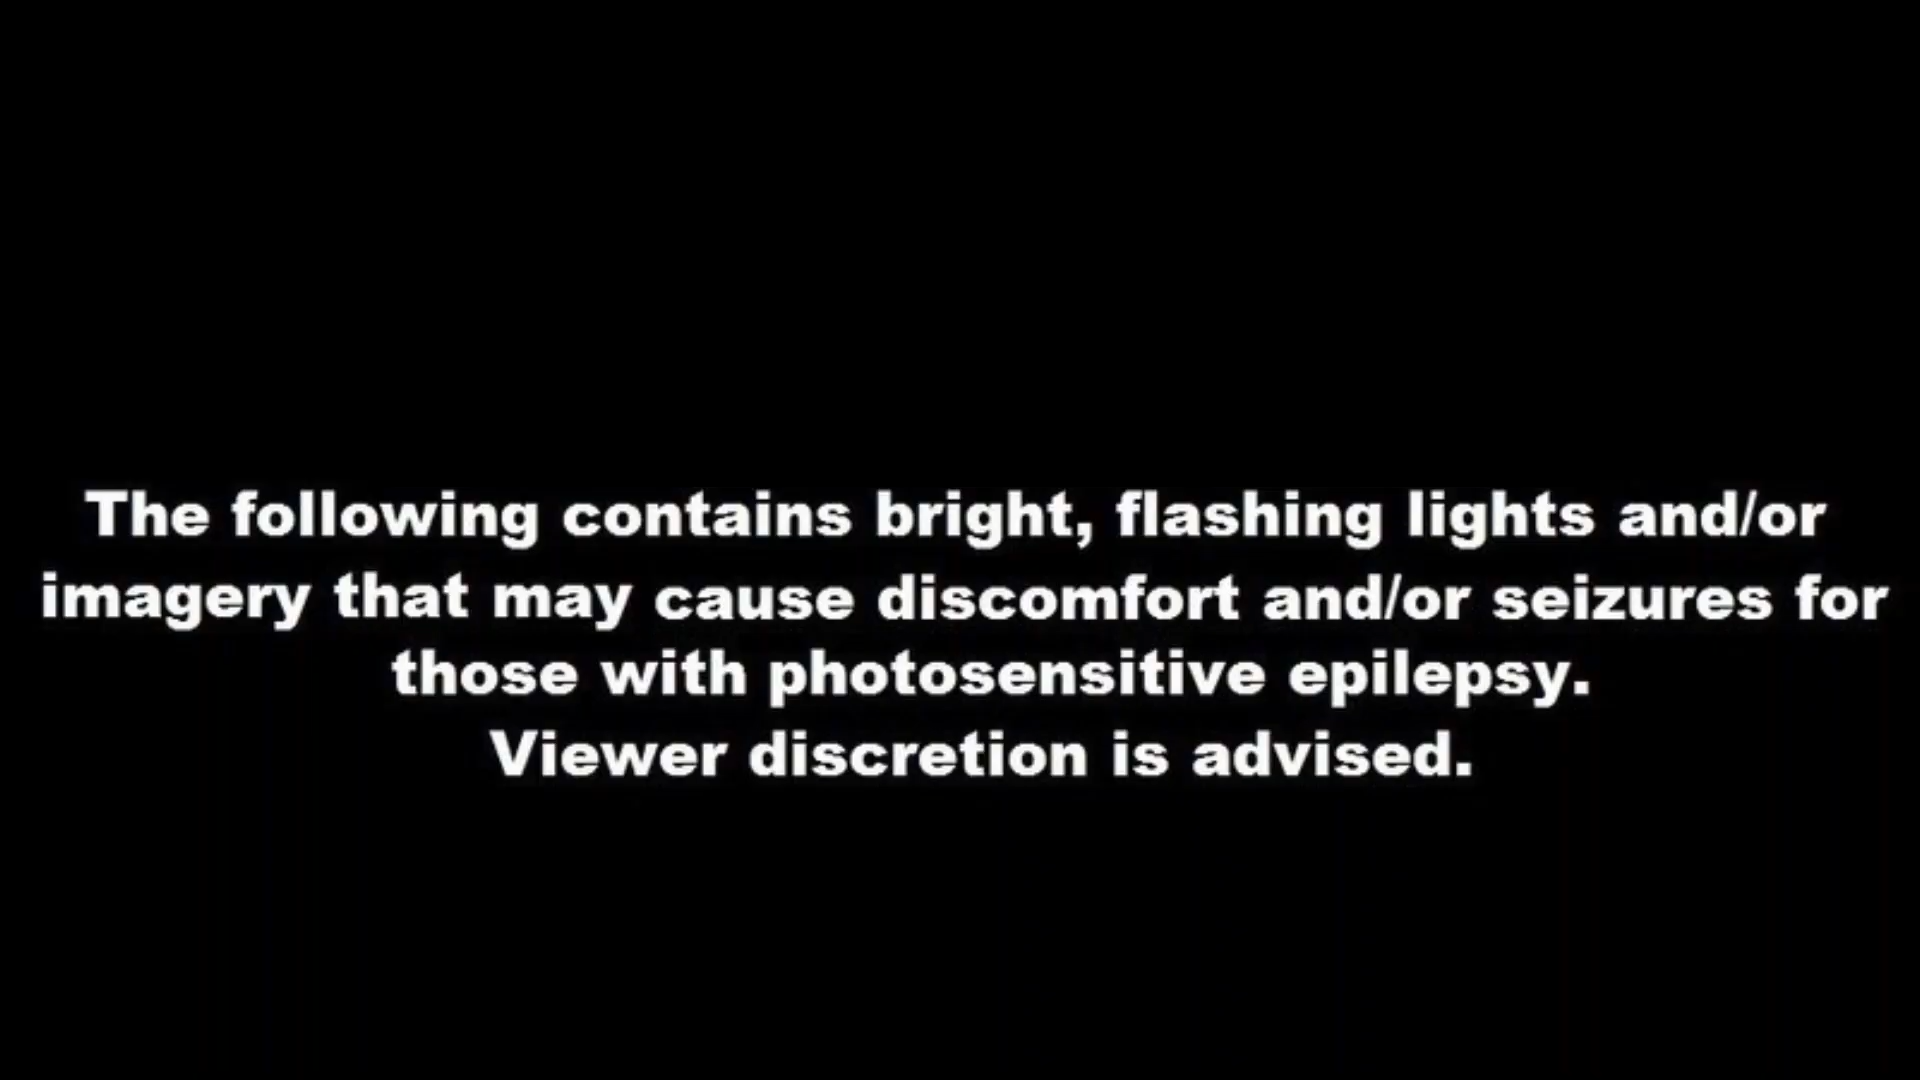 The following contains bright, flashing lights and/or
imagery that may cause discomfort and/or seizures for
those with photosensitive epilepsy.
Viewer discretion is advised.